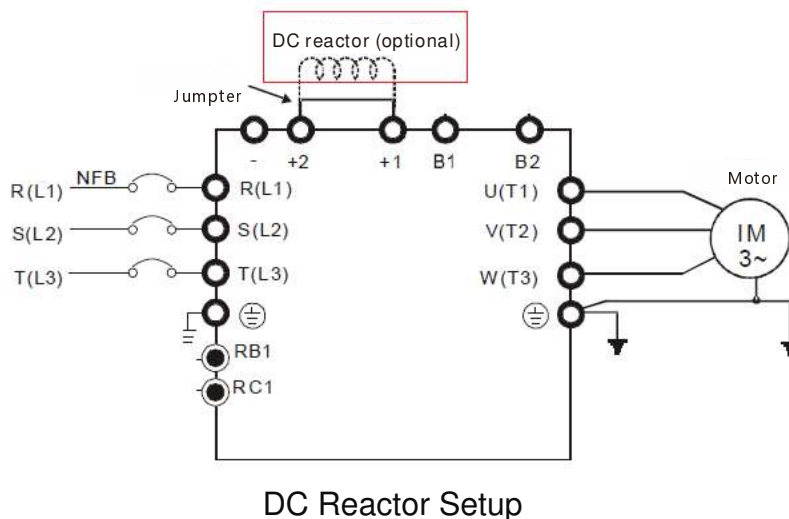 DC reactor (optional)
Jumpter
- +2 +1 B1 B2
R(L1) NFB R(L1) U(T1) Motor
S(L2) S(L2) V(T2) IM
3~
T(L3) T(L3) W(T3)
RB1
RC1
DC Reactor Setup